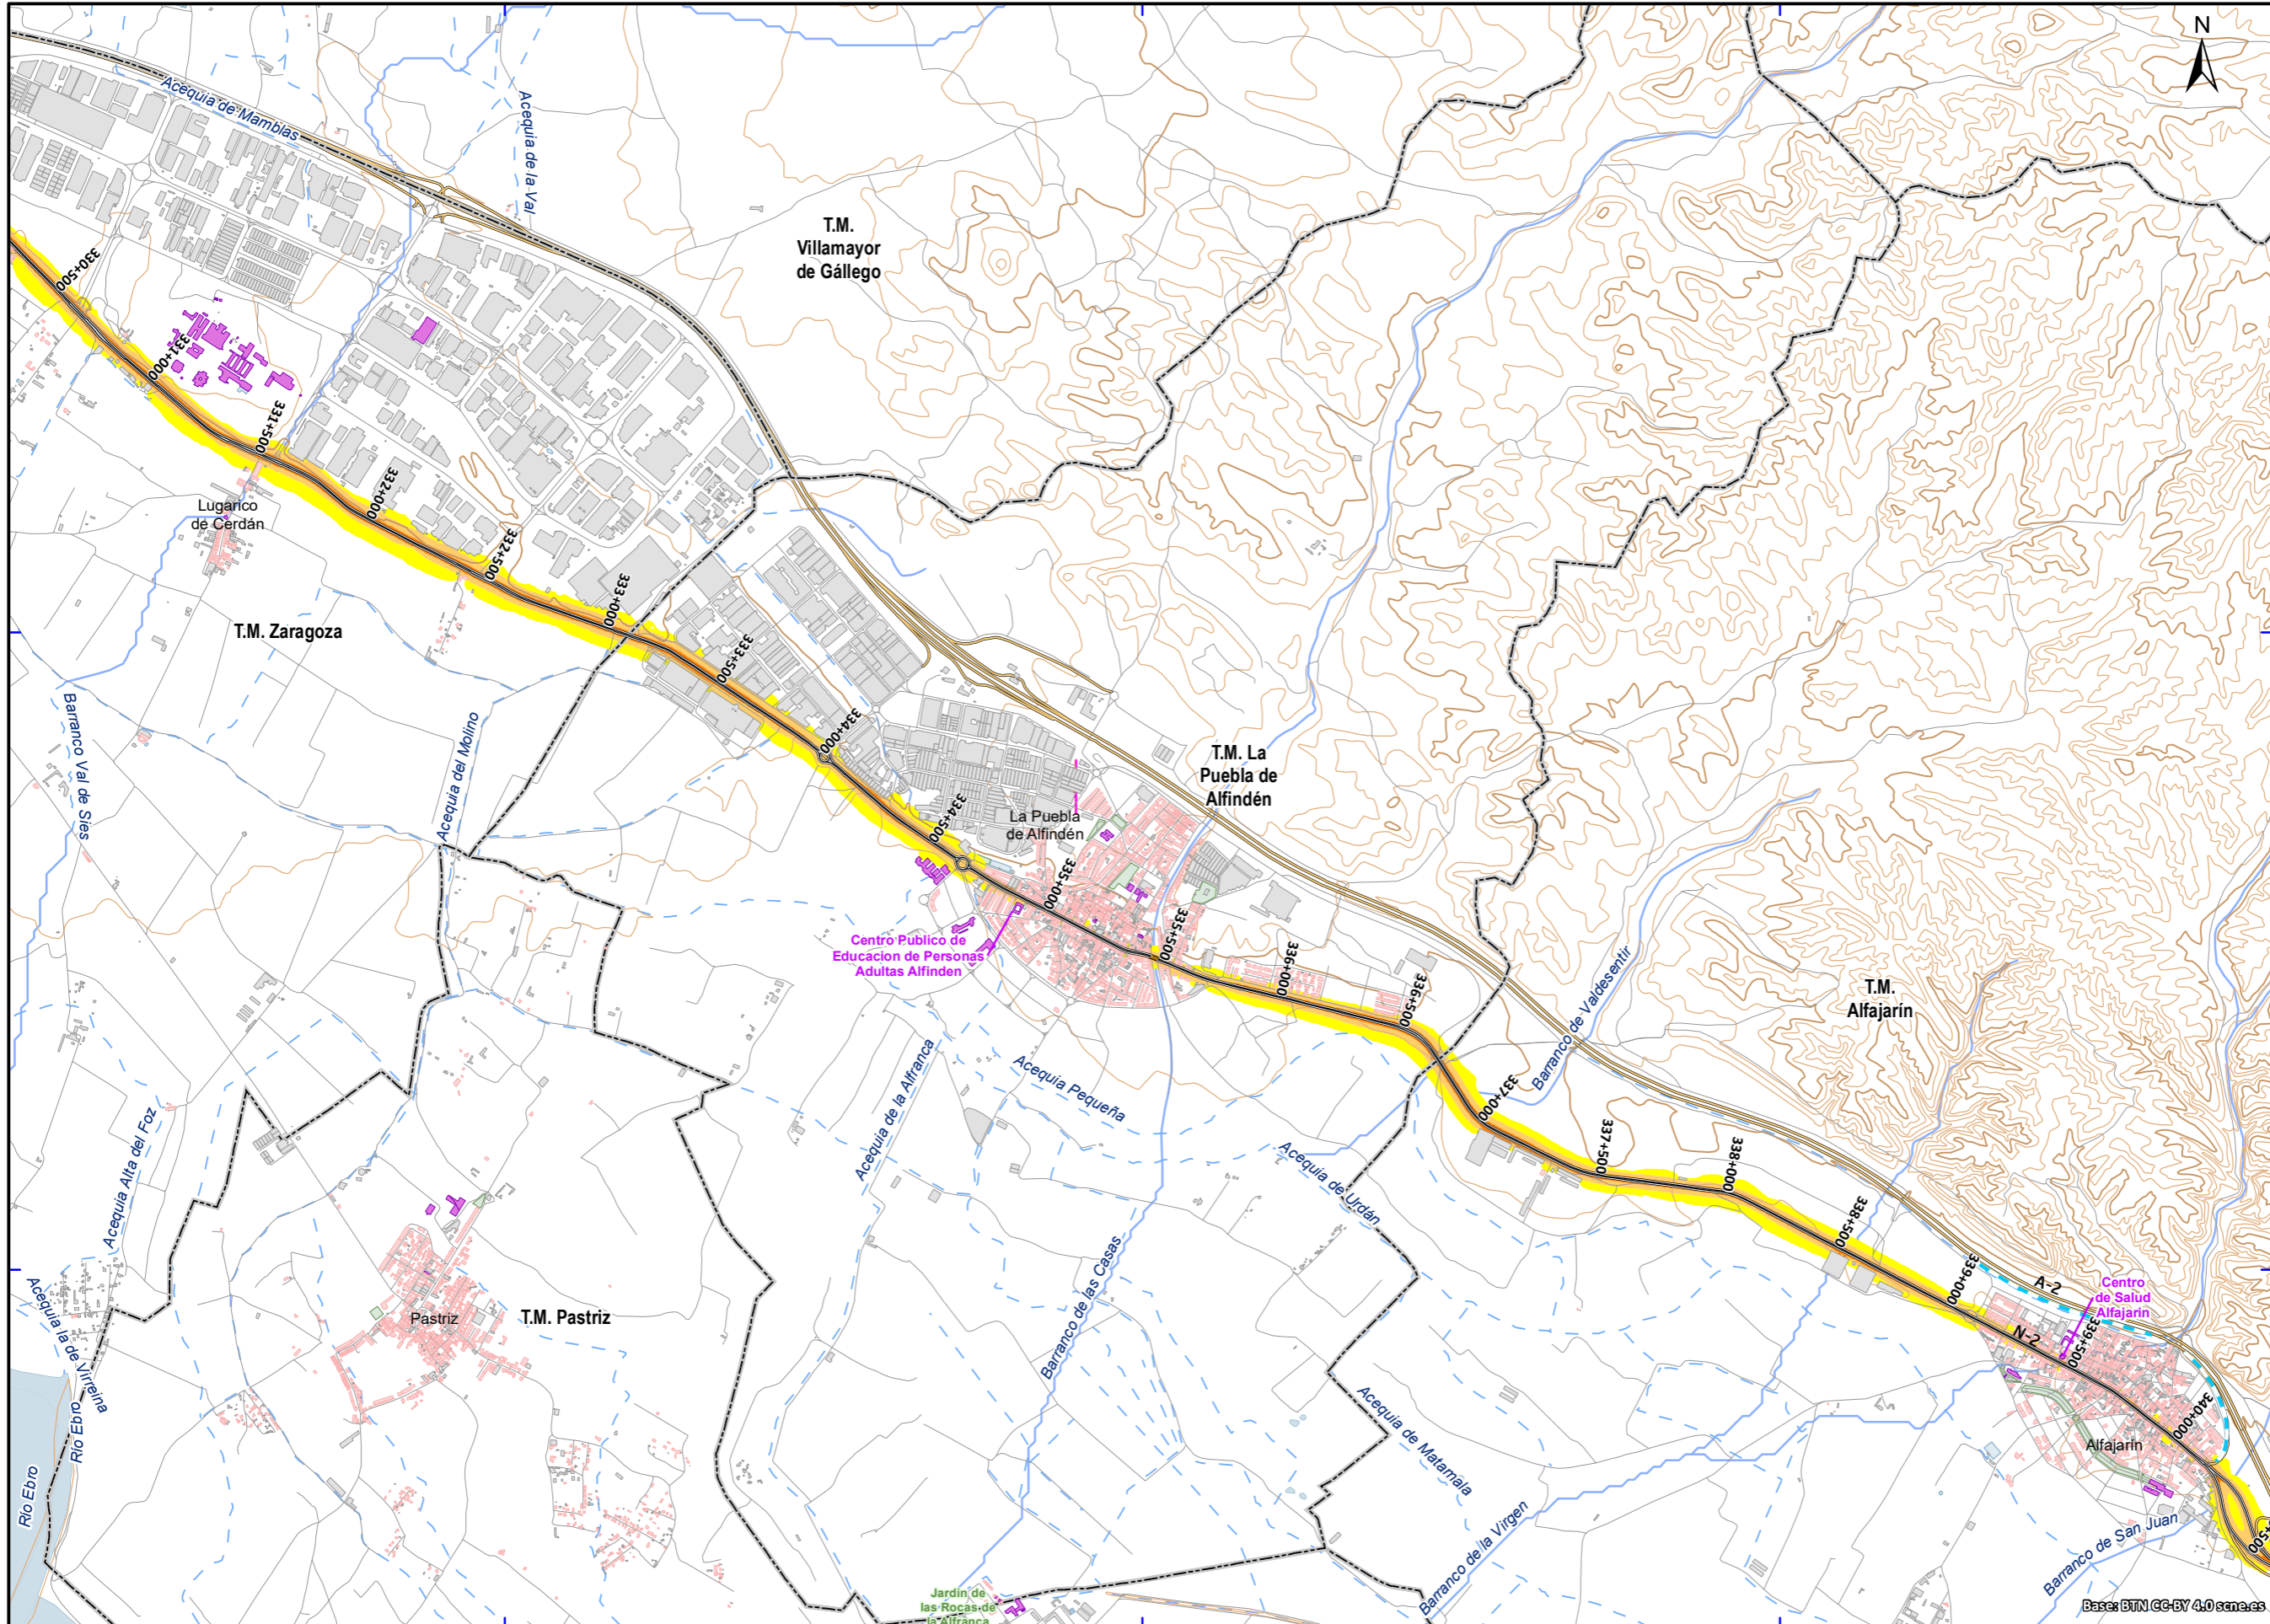 N
Acequia de Mamblas
Acequia de la Val
T.M.
Villamayor
de Gállego
330+500
331+000
331+500
332+000
332+500
333+000
333+500
334+000
334+500
335+000
335+500
336+000
336+500
337+000
337+500
338+000
338+500
339+000
339+500
340+000
+500
Lugarico
de Cerdán
T.M. Zaragoza
Barranco Val de Sies
Acequia del Molino
T.M. La
Puebla de
Alfindén
La Puebla
de Alfindén
Centro Publico de
Educacion de Personas
Adultas Alfinden
Barranco de Valdesentir
T.M.
Alfajarín
Acequia de la Alfranca
Acequia Pequeña
Acequia de Urdán
Acequia Alta del Foz
Acequia la de Virreina
Río Ebro
Río Ebro
Pastriz
T.M. Pastriz
Barranco de las Casas
A-2
N-2
Centro
de Salud
Alfajarin
Alfajarín
Acequia de Matamala
Barranco de la Virgen
Barranco de San Juan
Jardín de
las Rocas de
la Alfranca
Base: BTN CC-BY 4.0 scne.es